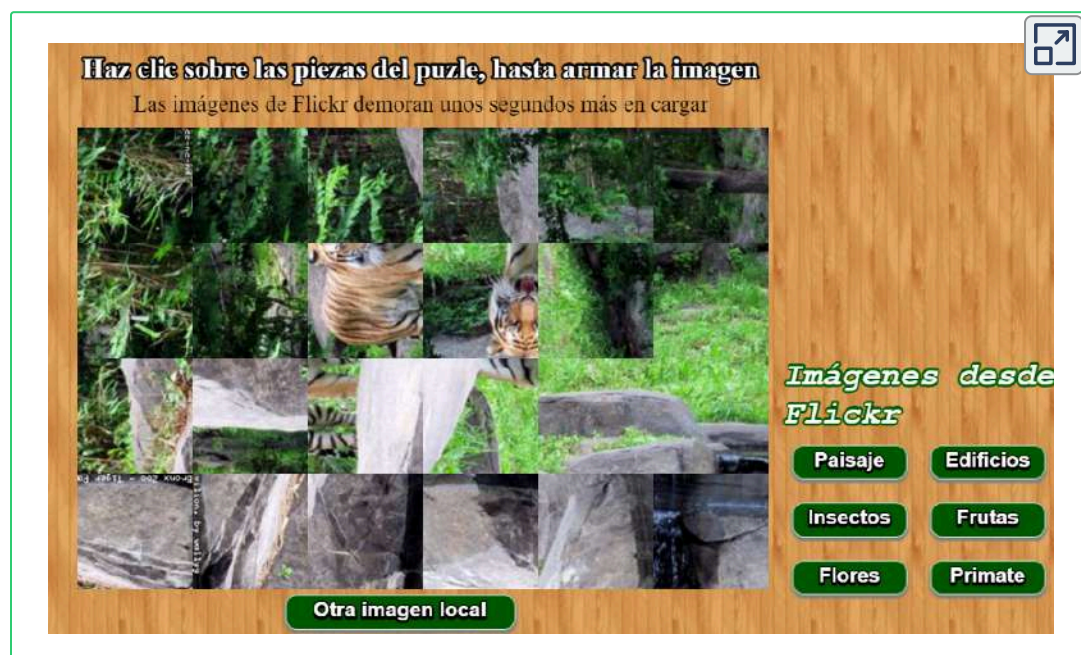 Haz clic sobre las piezas del puzle, hasta armar la imagen
Las imágenes de Flickr demoran unos segundos más en cargar
Imágenes desde
Flickr
Paisaje
Edificios
Insectos
Frutas
Flores
Primate
Otra imagen local